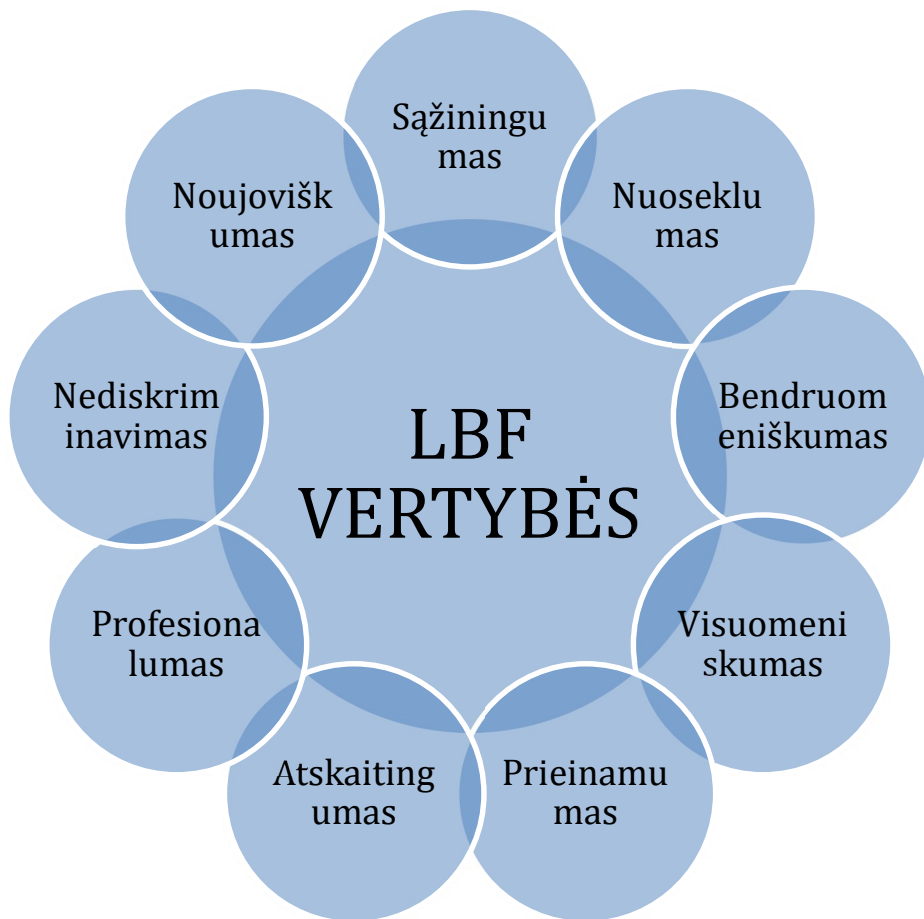 Sąžiningu
mas
Nuoseklu
mas
Bendruom
eniškumas
Visuomeni
skumas
Prieinamu
mas
Atskaiting
umas
Profesiona
lumas
Nediskrim
inavimas
Noujovišk
umas
LBF
VERTYBĖS